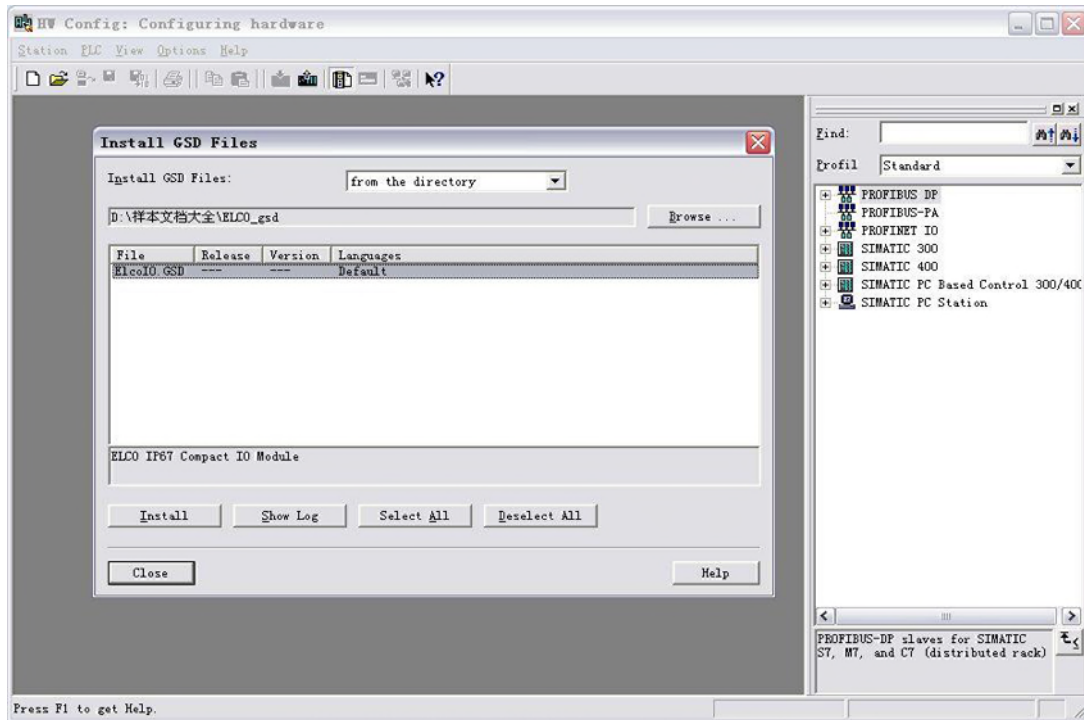 HW Config: Configuring hardware
Station PLC View Options Help
Install GSD Files
Install GSD Files:
from the directory
D:\样本文档大全\ELCO_gsd
Browse ...
File Release Version Languages
ElcoIO.GSD --- --- Default
ELCO IP67 Compact IO Module
Install Show Log Select All Deselect All
Close Help
Find:
Profil Standard
PROFIBUS DP
PROFIBUS-PA
PROFINET IO
SIMATIC 300
SIMATIC 400
SIMATIC PC Based Control 300/400
SIMATIC PC Station
PROFIBUS-DP slaves for SIMATIC
S7, M7, and C7 (distributed rack)
Press F1 to get Help.